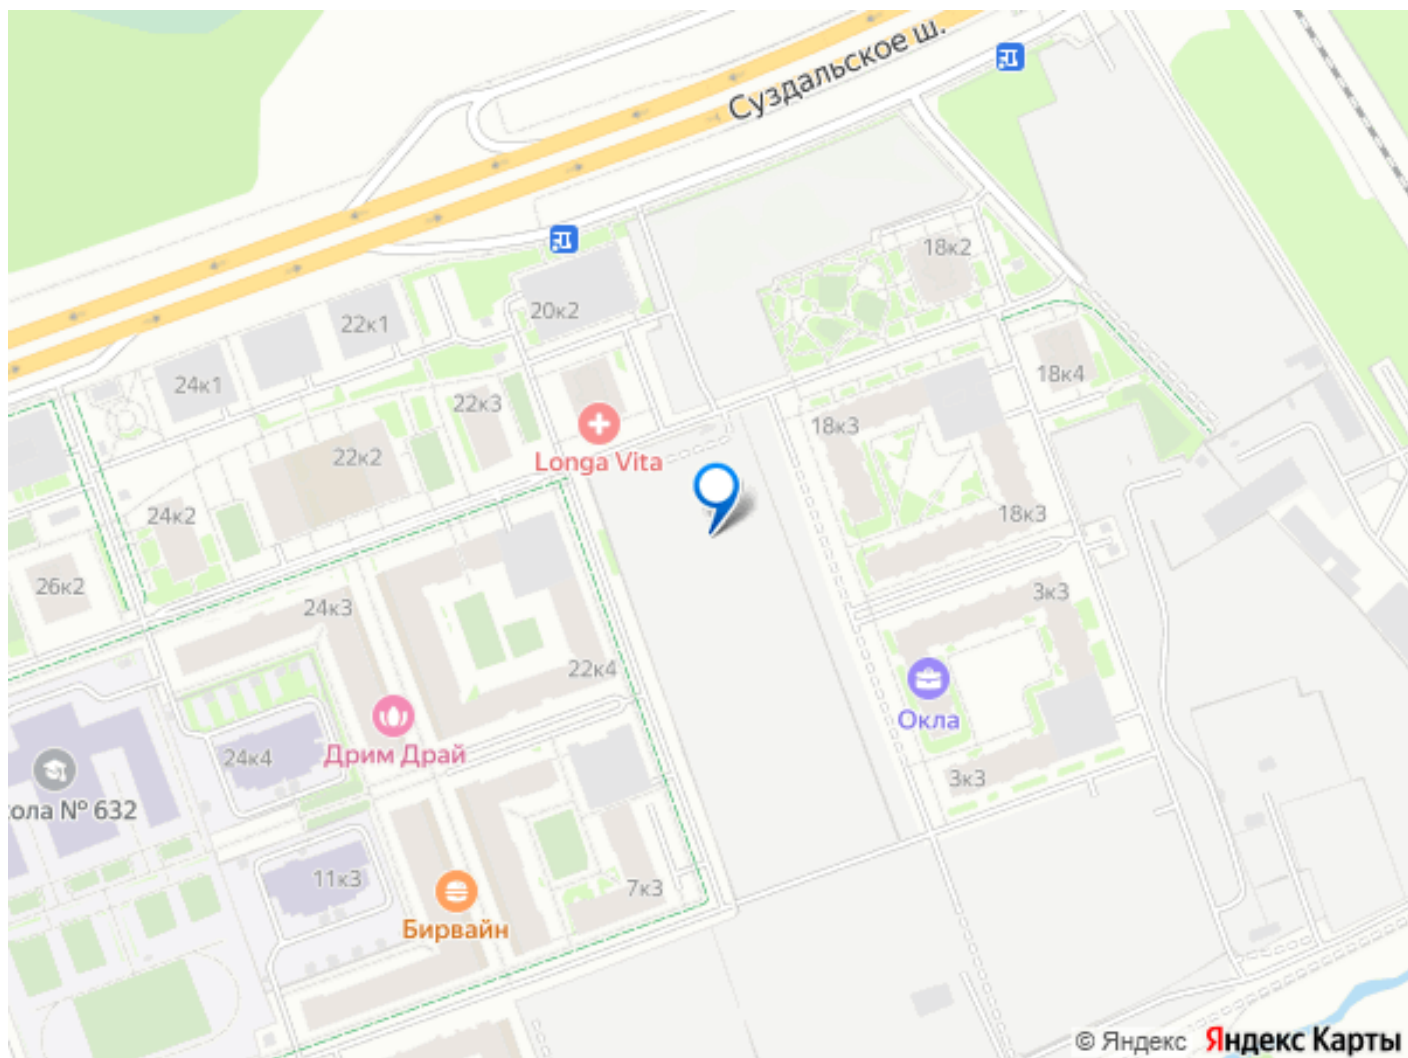 Суздальское ш.
18к2
20к2
22к1
24к1
18к4
22к3
18к3
Longa Vita
22к2
24к2
18к3
26к2
3к3
24к3
22к4
Окла
Дрим Драй
24к4
3к3
ола № 632
11к3
7к3
Бирвайн
© Яндекс Яндекс Карты